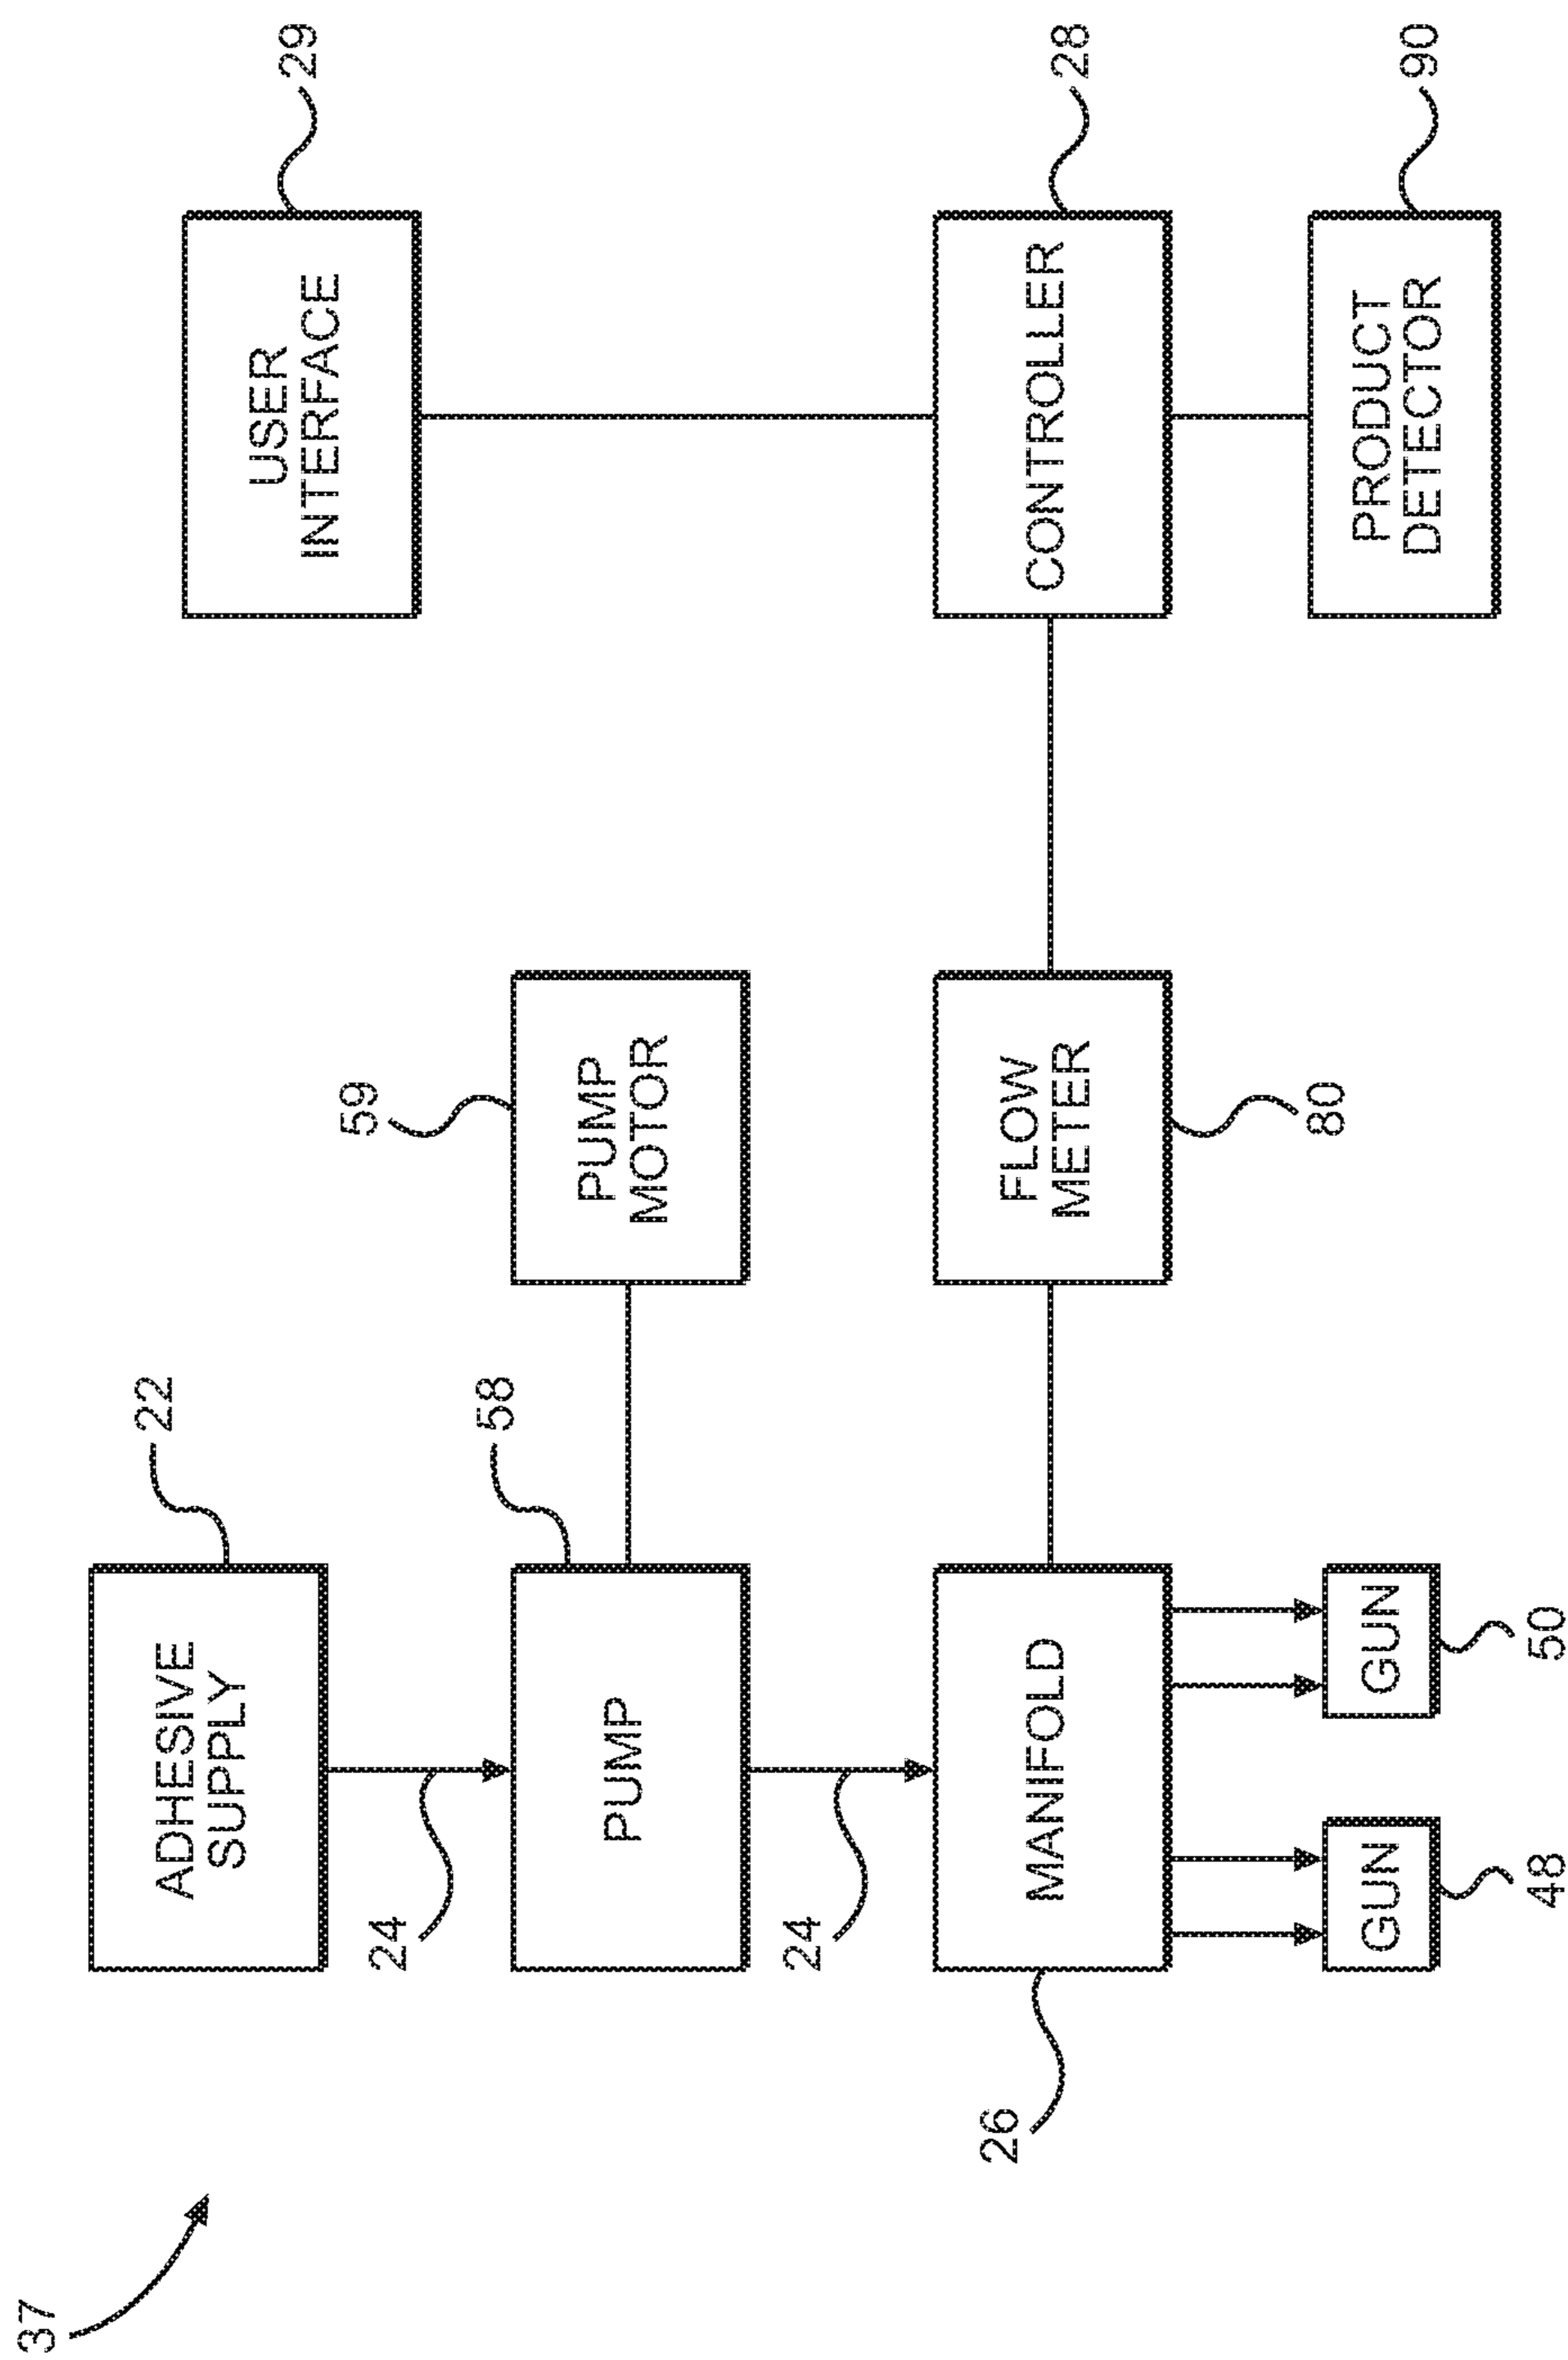 37
ADHESIVE
SUPPLY
22
USER
INTERFACE
29
24
PUMP
58
PUMP
MOTOR
59
24
26
MANIFOLD
FLOW
METER
80
CONTROLLER
28
GUN
48
GUN
50
PRODUCT
DETECTOR
90